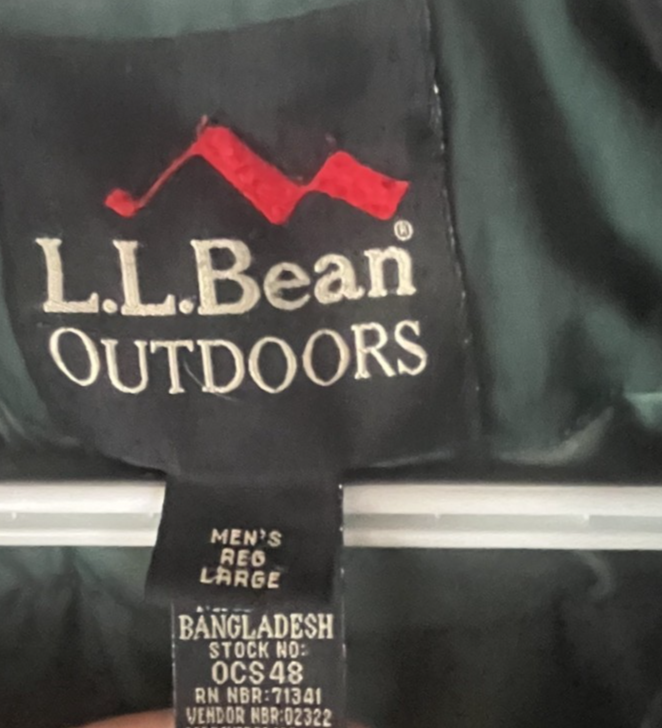 L.L.Bean®
OUTDOORS
MEN'S
REG
LARGE
BANGLADESH
STOCK NO:
OCS48
RN NBR:71341
VENDOR NBR:02322